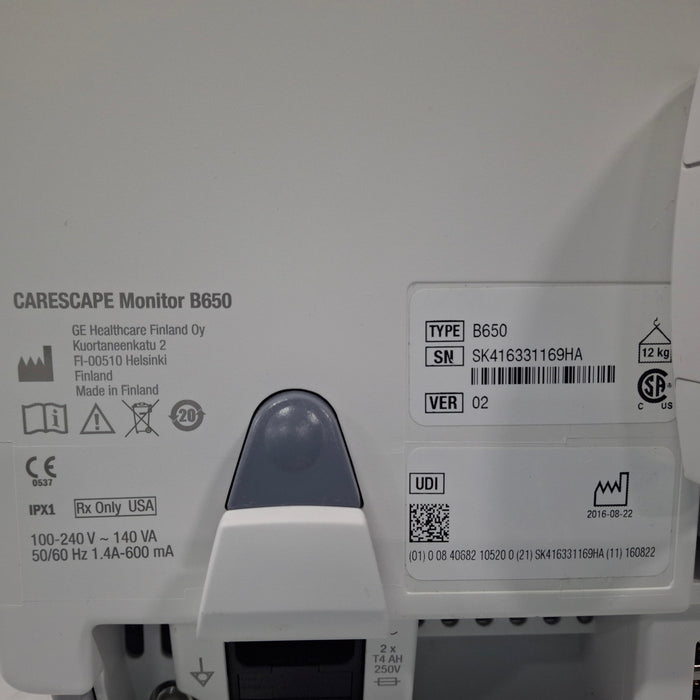 CARESCAPE Monitor B650
GE Healthcare Finland Oy
Kuortaneenkatu 2
FI-00510 Helsinki
Finland
Made in Finland
20
CE
0537
IPX1 Rx Only USA
100-240 V ~ 140 VA
50/60 Hz 1.4A-600 mA
TYPE B650
SN SK416331169HA
VER 02
12 kg
CSA
C US
UDI
2016-08-22
(01) 0 08 40682 10520 0 (21) SK416331169HA (11) 160822
2 x
T4 AH
250V